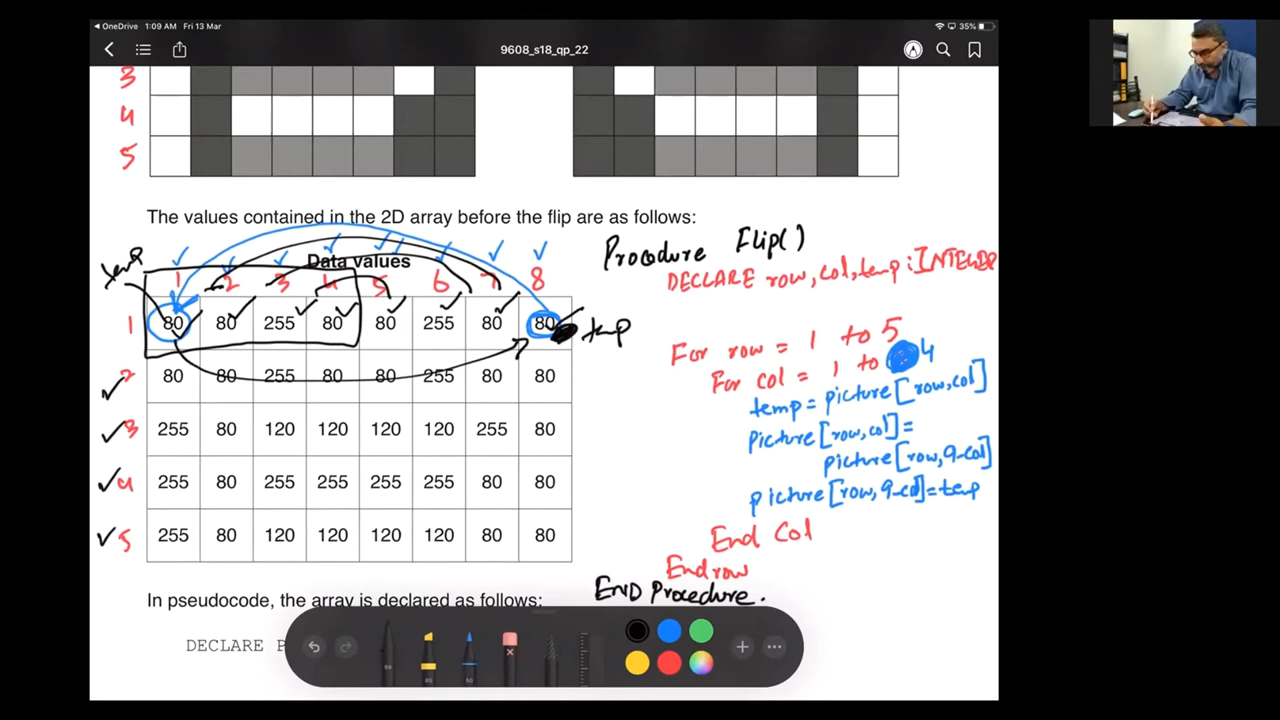 OneDrive 1:09 AM Fri 13 Mar 35%
9608_s18_qp_22
3
4
5
The values contained in the 2D array before the flip are as follows:
temp
Data values
1 2 3 4 5 6 7 8
1 80 80 255 80 80 255 80 80 temp
2 80 80 255 255 255 255 80 80
3 255 80 120 120 120 120 255 80
4 255 80 255 255 255 255 80 80
5 255 80 120 120 120 120 80 80
Procedure Flip()
DECLARE row, col, temp : INTEGER
For row = 1 to 5
For col = 1 to 4
temp = picture[row, col]
picture[row, col] =
picture[row, 9-col]
picture[row, 9-col] = temp
End Col
End row
END Procedure.
In pseudocode, the array is declared as follows:
DECLARE P